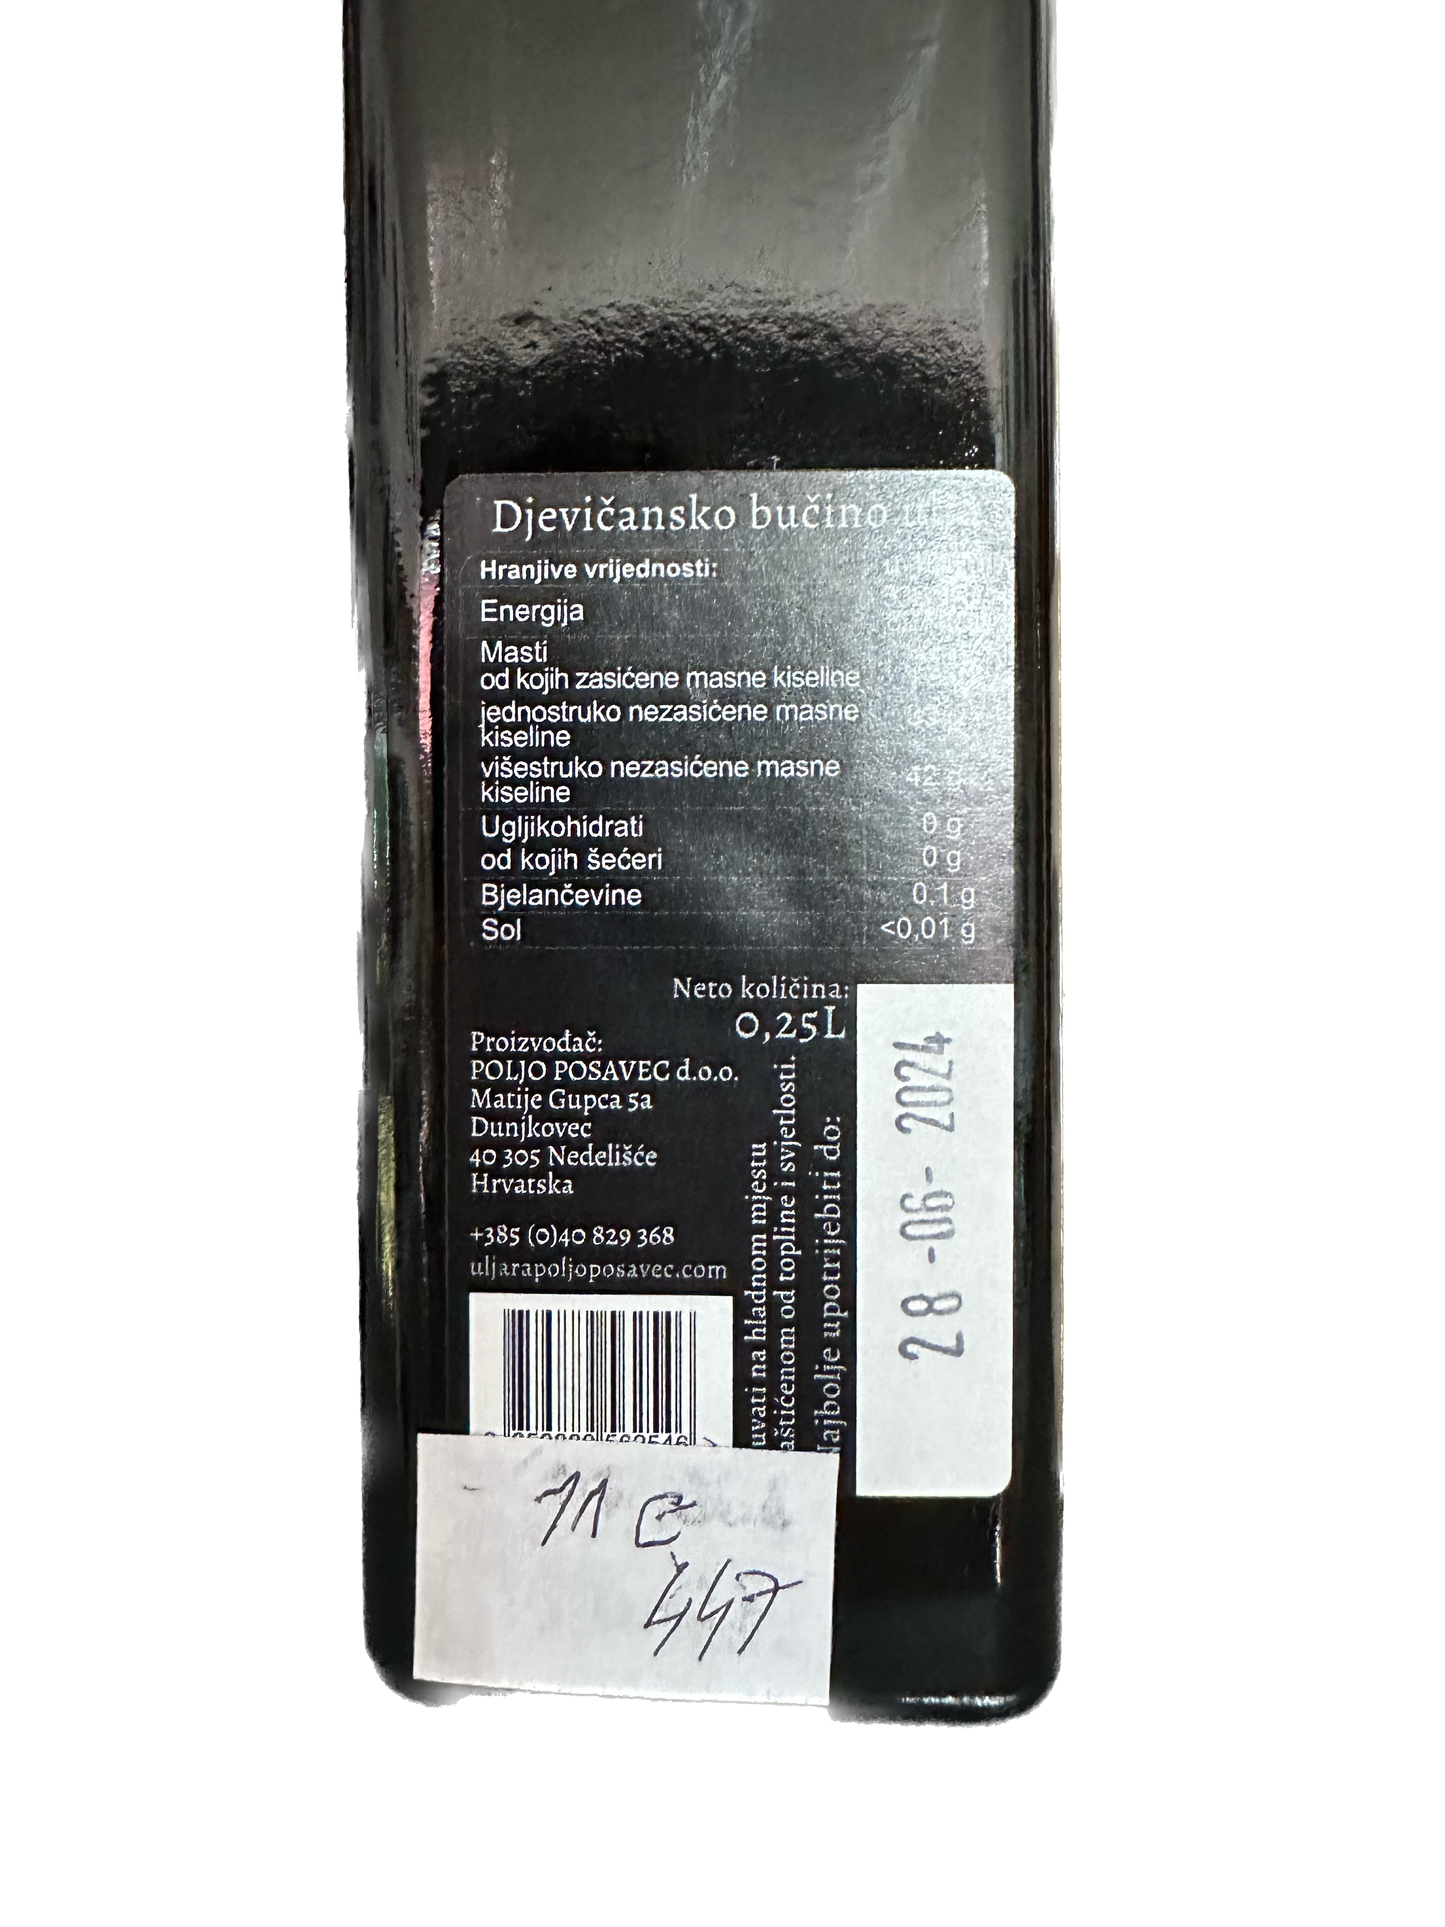 Djevičansko bučino
Hranjive vrijednosti:
Energija
Masti
od kojih zasićene masne kiseline
jednostruko nezasićene masne
kiseline
višestruko nezasićene masne 42 g
kiseline
Ugljikohidrati 0 g
od kojih šećeri 0 g
Bjelančevine 0,1 g
Sol <0,01 g
Neto količina:
0,25L
Proizvođač:
POLJO POSAVEC d.o.o.
Matije Gupca 5a
Dunjkovec
40 305 Nedelišće
Hrvatska
+385 (0)40 829 368
uljarapoljoposavec.com
uvati na hladnom mjestu
aštićenom od topline i svjetlosti.
Najbolje upotrijebiti do:
28-06-2024
11 €
447